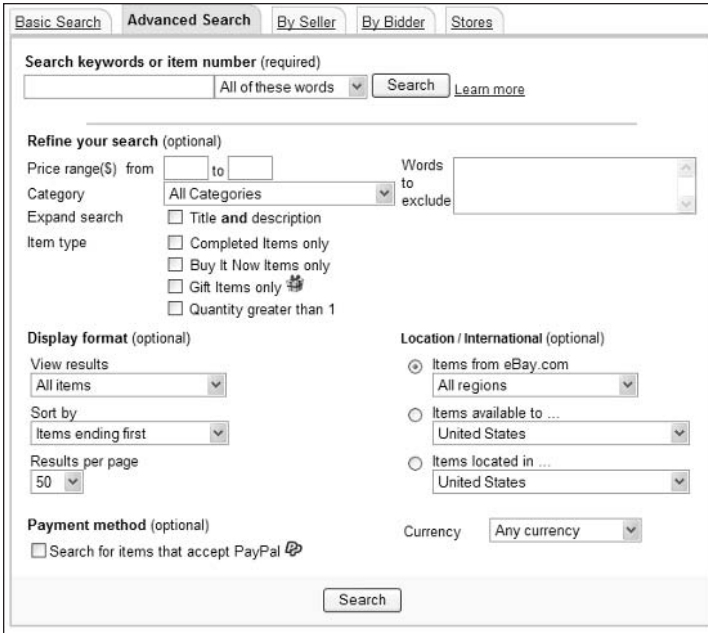 Basic Search Advanced Search By Seller By Bidder Stores
Search keywords or item number (required)
All of these words Search Learn more
Refine your search (optional)
Price range($) from to
Words to exclude
Category All Categories
Expand search Title and description
Item type Completed Items only
Buy It Now Items only
Gift Items only
Quantity greater than 1
Display format (optional)
View results
All items
Sort by
Items ending first
Results per page
50
Location / International (optional)
Items from eBay.com
All regions
Items available to ...
United States
Items located in ...
United States
Payment method (optional)
Search for items that accept PayPal
Currency Any currency
Search